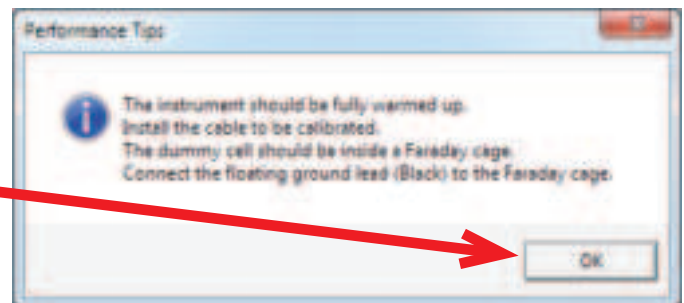 Performance Tips
The instrument should be fully warmed up.
Install the cable to be calibrated.
The dummy cell should be inside a Faraday cage.
Connect the floating ground lead (Black) to the Faraday cage.
OK